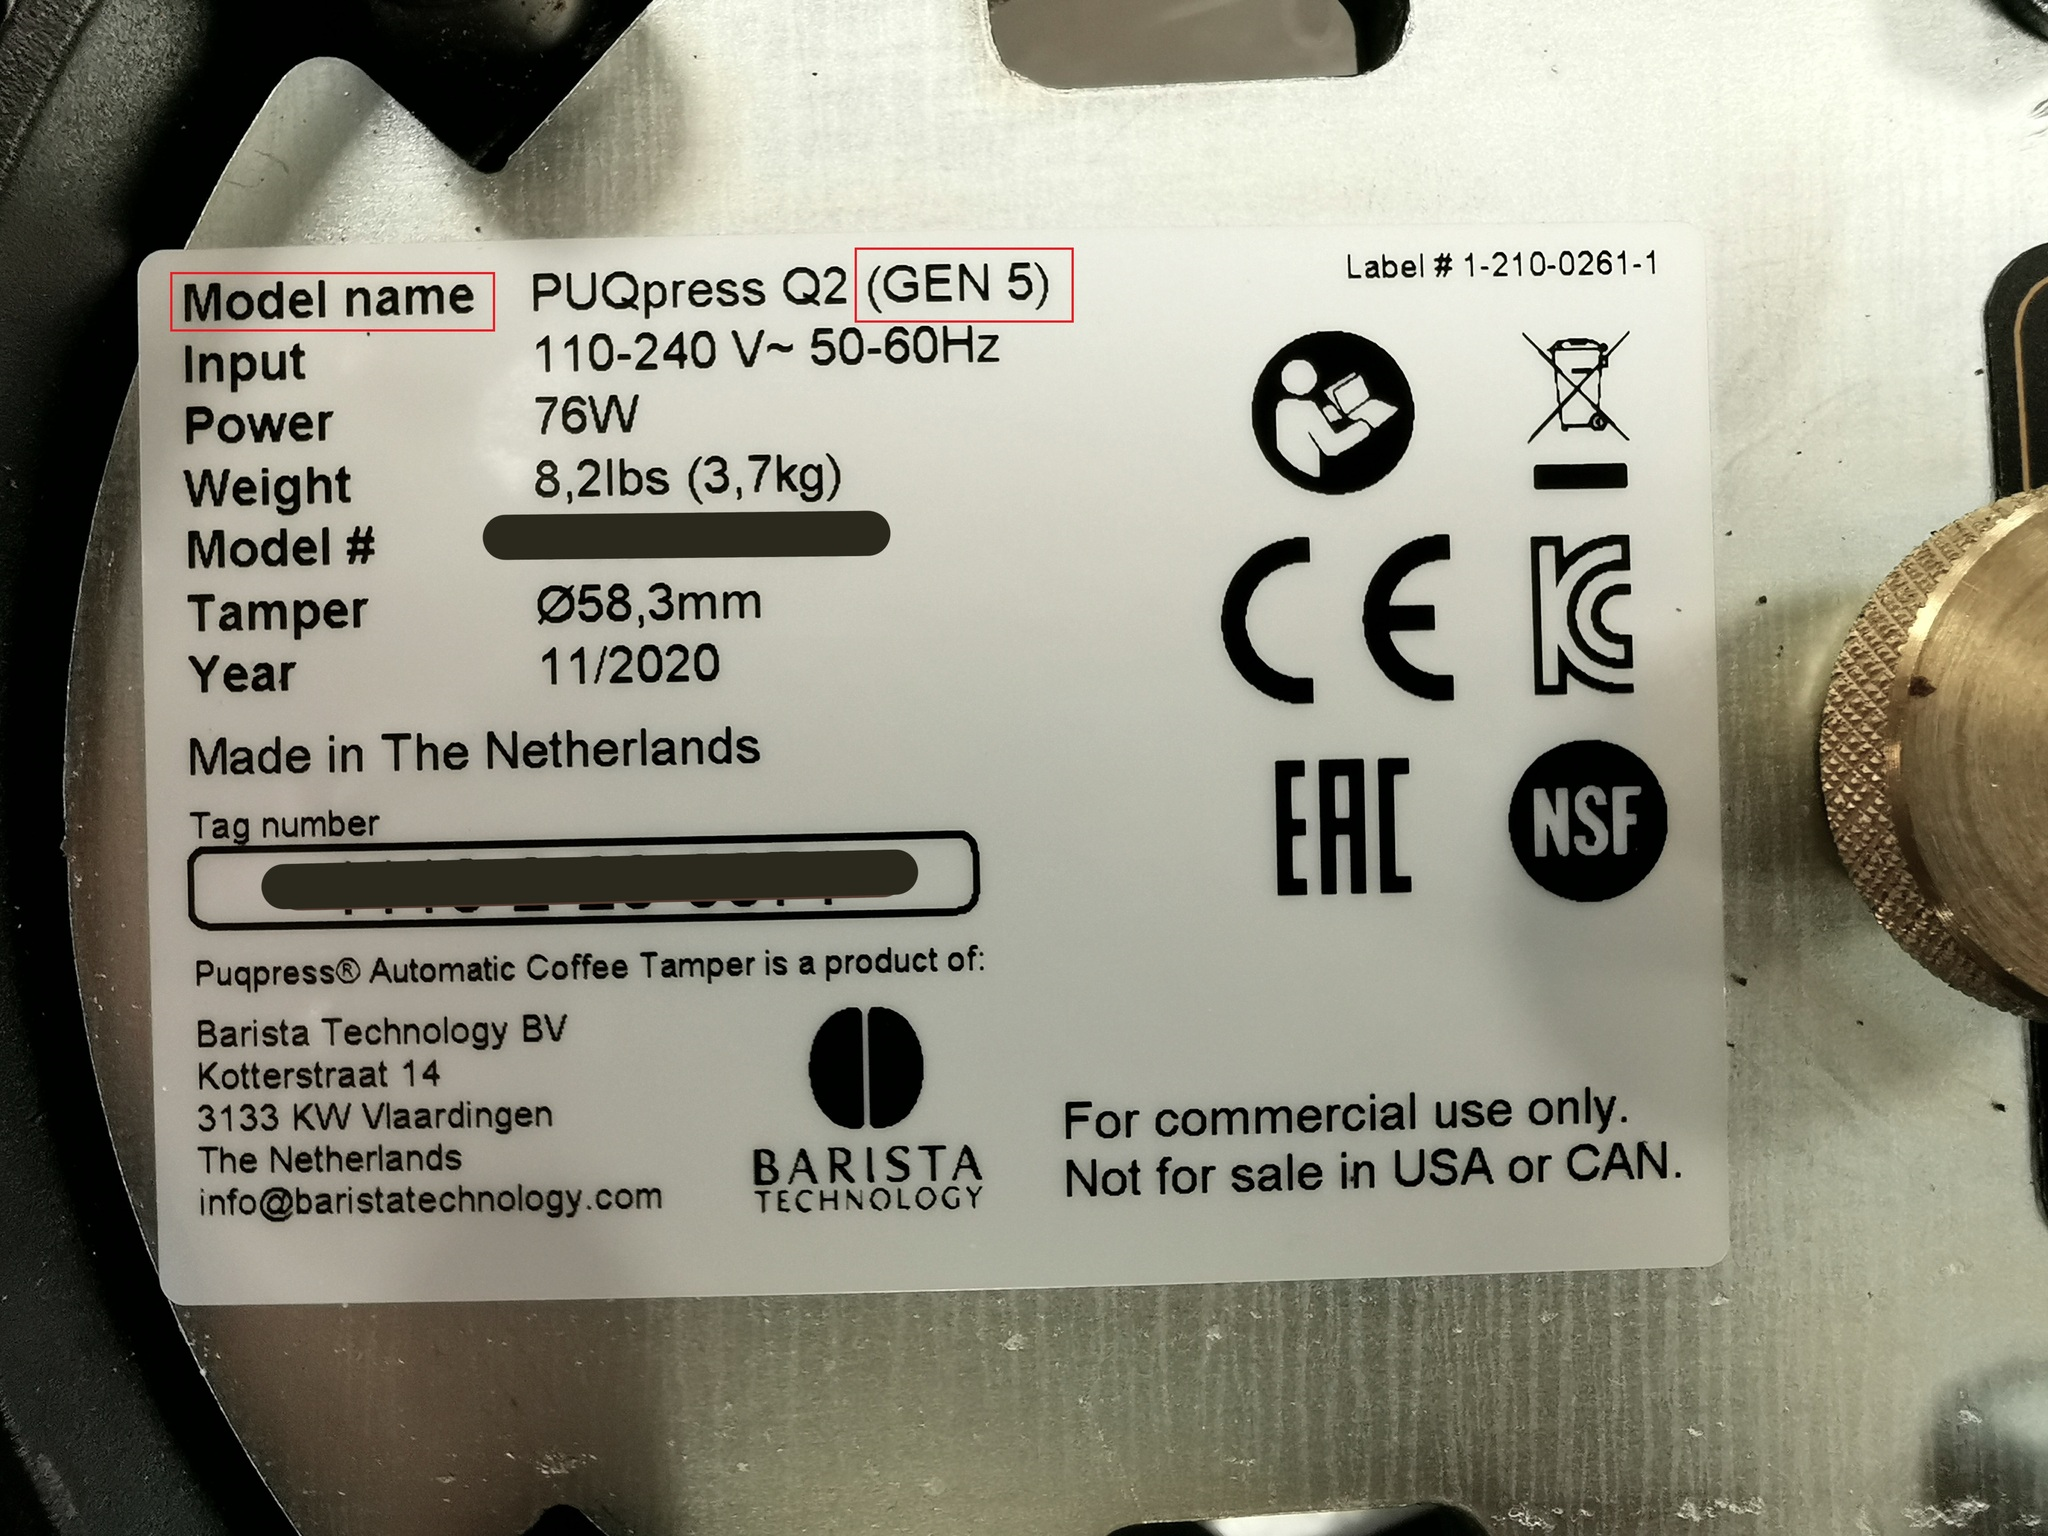 Model name PUQpress Q2 (GEN 5)
Label # 1-210-0261-1
Input 110-240 V~ 50-60Hz
Power 76W
Weight 8,2lbs (3,7kg)
Model #
Tamper Ø58,3mm
Year 11/2020
Made in The Netherlands
Tag number
Puqpress® Automatic Coffee Tamper is a product of:
Barista Technology BV
Kotterstraat 14
3133 KW Vlaardingen
The Netherlands
info@baristatechnology.com
BARISTA
TECHNOLOGY
CE
KC
EAC
NSF
For commercial use only.
Not for sale in USA or CAN.